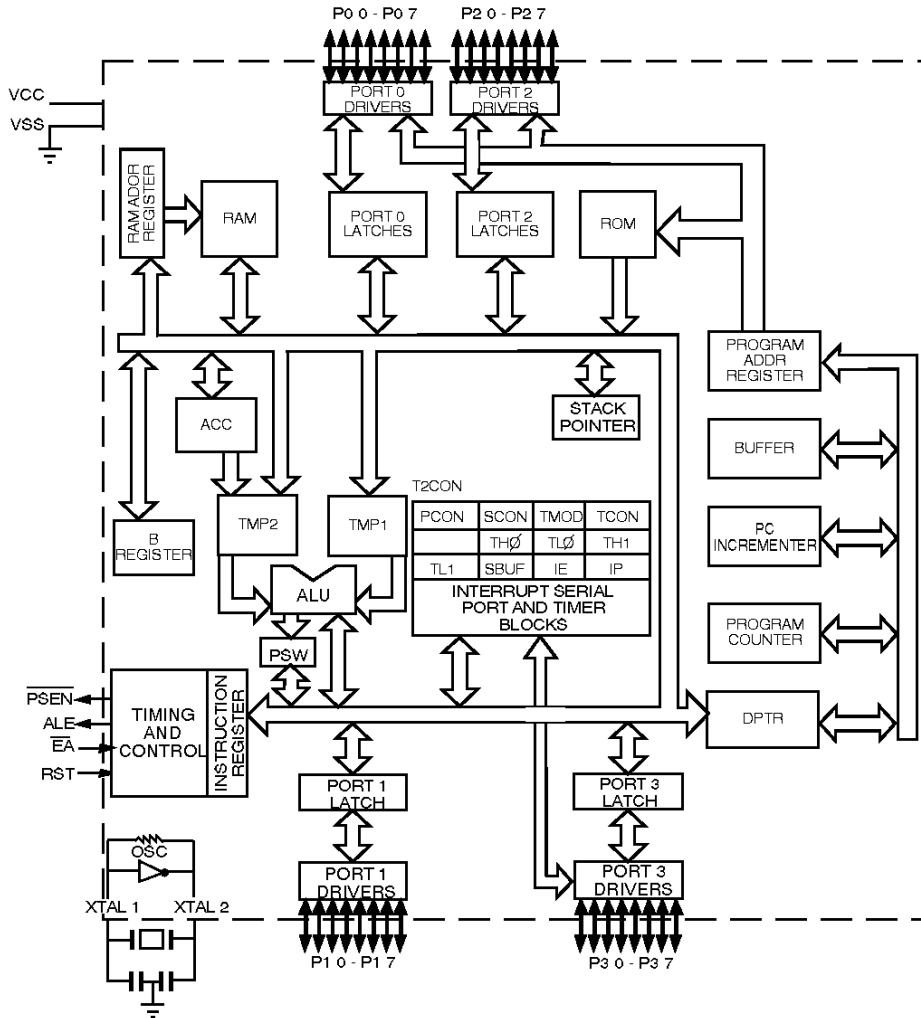 P0 0 - P0 7
P2 0 - P2 7
PORT 0
DRIVERS
PORT 2
DRIVERS
VCC
VSS
RAM ADDR
REGISTER
RAM
PORT 0
LATCHES
PORT 2
LATCHES
ROM
PROGRAM
ADDR
REGISTER
STACK
POINTER
ACC
BUFFER
T2CON
PCON SCON TMOD TCON
THØ TLØ TH1
TL1 SBUF IE IP
INTERRUPT SERIAL
PORT AND TIMER
BLOCKS
TMP2
TMP1
B
REGISTER
PC
INCREMENTER
ALU
PSW
PROGRAM
COUNTER
PSEN
ALE
EA
RST
TIMING
AND
CONTROL
INSTRUCTION
REGISTER
DPTR
PORT 1
LATCH
PORT 3
LATCH
OSC
PORT 1
DRIVERS
PORT 3
DRIVERS
XTAL 1
XTAL 2
P1 0 - P1 7
P3 0 - P3 7